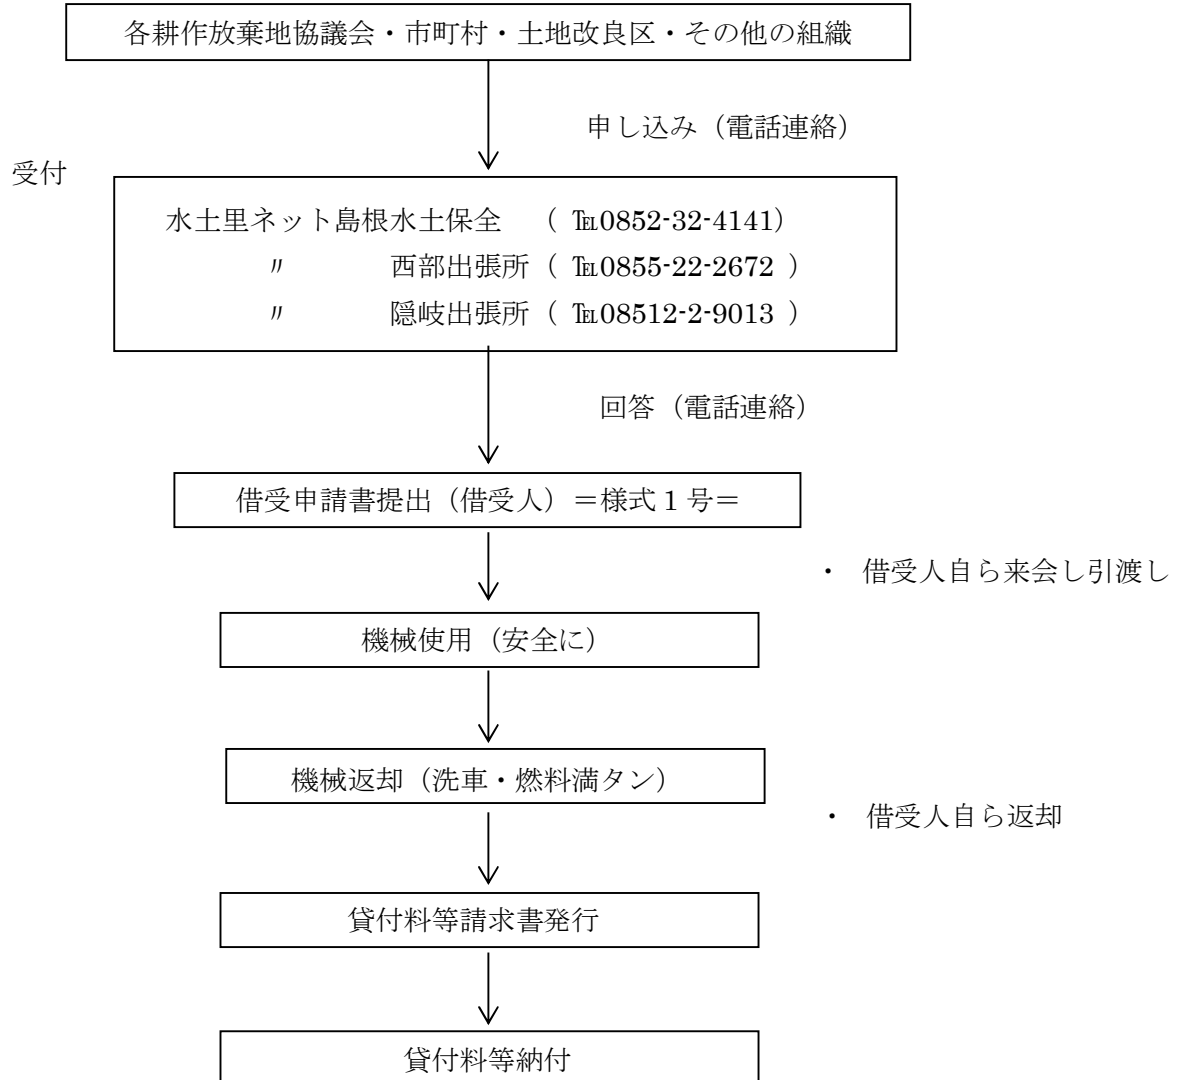 各耕作放棄地協議会・市町村・土地改良区・その他の組織
申し込み（電話連絡）
受付
水土里ネット島根水土保全　（ ℡0852-32-4141）
〃　西部出張所（ ℡0855-22-2672 ）
〃　隠岐出張所（ ℡08512-2-9013 ）
回答（電話連絡）
借受申請書提出（借受人）＝様式 1 号＝
・ 借受人自ら来会し引渡し
機械使用（安全に）
機械返却（洗車・燃料満タン）
・ 借受人自ら返却
貸付料等請求書発行
貸付料等納付